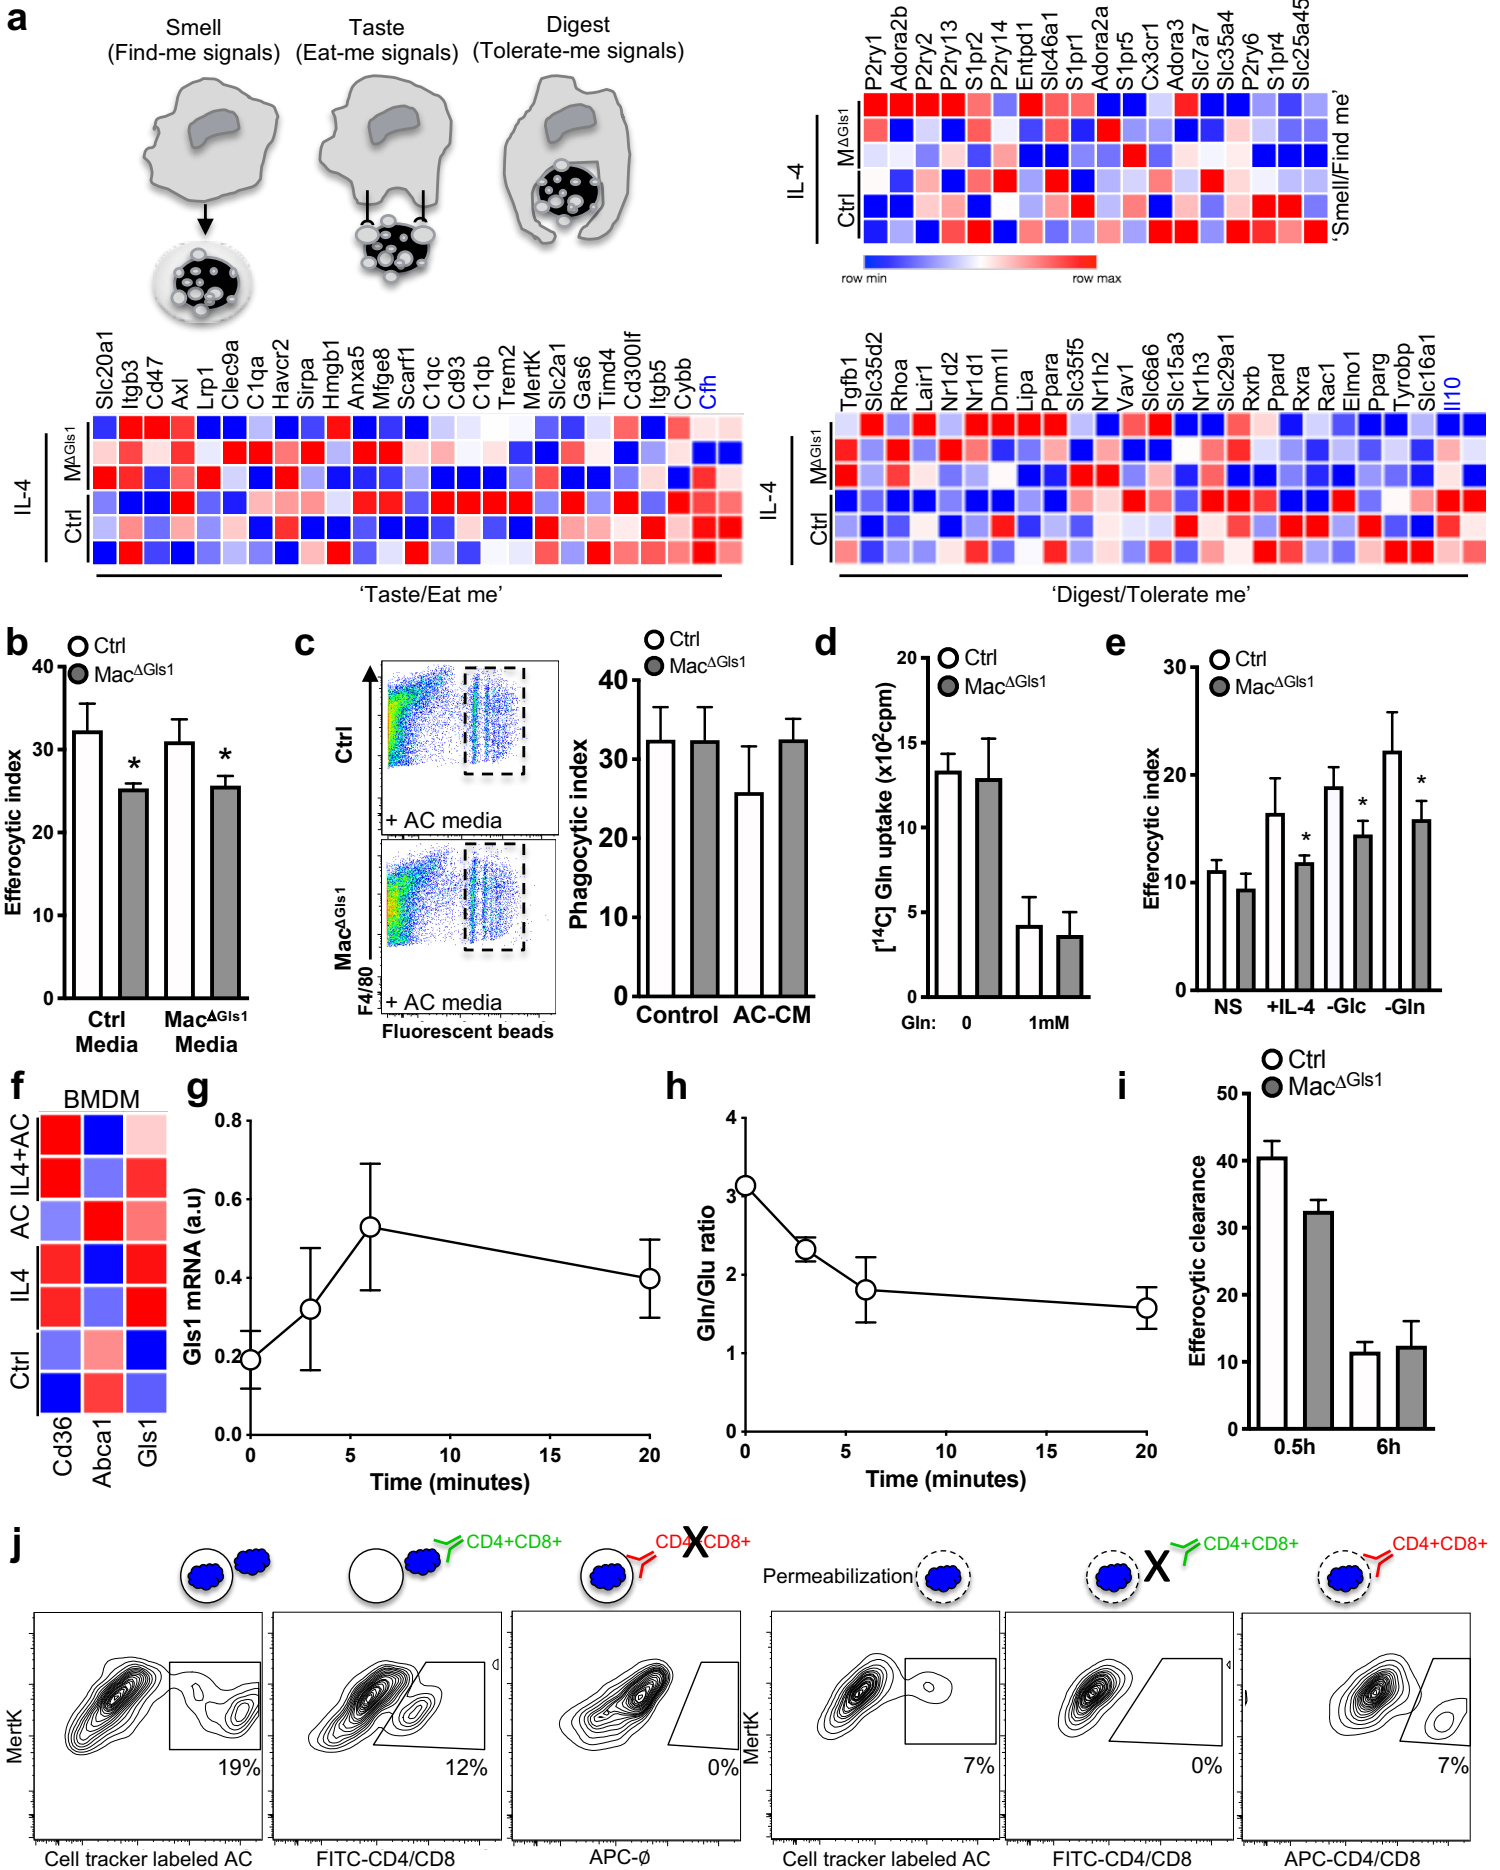 a
Smell
(Find-me signals)
Taste
(Eat-me signals)
Digest
(Tolerate-me signals)
P2ry1
Adora2b
P2ry2
P2ry13
S1pr2
P2ry14
Entpd1
Slc46a1
S1pr1
Adora2a
S1pr5
Cx3cr1
Adora3
Slc7a7
Slc35a4
P2ry6
S1pr4
Slc25a45
IL-4
MΔGls1
Ctrl
'Smell/Find me'
row min
row max
Slc20a1
Itgb3
Cd47
Axl
Lrp1
Clec9a
C1qa
Havcr2
Sirpa
Hmgb1
Anxa5
Mfge8
Scarf1
C1qc
Cd93
C1qb
Trem2
MertK
Slc2a1
Gas6
Timd4
Cd300lf
Itgb5
Cybb
Cfh
IL-4
MΔGls1
Ctrl
'Taste/Eat me'
Tgfb1
Slc35d2
Rhoa
Lair1
Nr1d2
Nr1d1
Dnm1l
Lipa
Ppara
Slc35f5
Nr1h2
Vav1
Slc6a6
Slc15a3
Nr1h3
Slc29a1
Rxrb
Ppard
Rxra
Rac1
Elmo1
Pparg
Tyrobp
Slc16a1
Il10
IL-4
MΔGls1
Ctrl
'Digest/Tolerate me'
b
Ctrl
MacΔGls1
Efferocytic index
40
30
20
10
0
* *
Ctrl
Media
MacΔGls1
Media
c
Ctrl
+ AC media
MacΔGls1
+ AC media
F4/80
Fluorescent beads
Ctrl
MacΔGls1
Phagocytic index
40
30
20
10
0
Control AC-CM
d
Ctrl
MacΔGls1
[14C] Gln uptake (x102cpm)
20
15
10
5
0
Gln: 0 1mM
e
Ctrl
MacΔGls1
Efferocytic index
30
20
10
0
* * *
NS +IL-4 -Glc -Gln
f
BMDM
IL4+AC
AC
IL4
Ctrl
Cd36
Abca1
Gls1
g
Gls1 mRNA (a.u)
0.8
0.6
0.4
0.2
0.0
0 5 10 15 20
Time (minutes)
h
Gln/Glu ratio
4
3
2
1
0
0 5 10 15 20
Time (minutes)
i
Ctrl
MacΔGls1
Efferocytic clearance
50
40
30
20
10
0
0.5h 6h
j
CD4+CD8+
X
CD4+CD8+
Permeabilization
X
CD4+CD8+
CD4+CD8+
MertK
19%
12%
0%
MertK
7%
0%
7%
Cell tracker labeled AC
FITC-CD4/CD8
APC-ø
Cell tracker labeled AC
FITC-CD4/CD8
APC-CD4/CD8